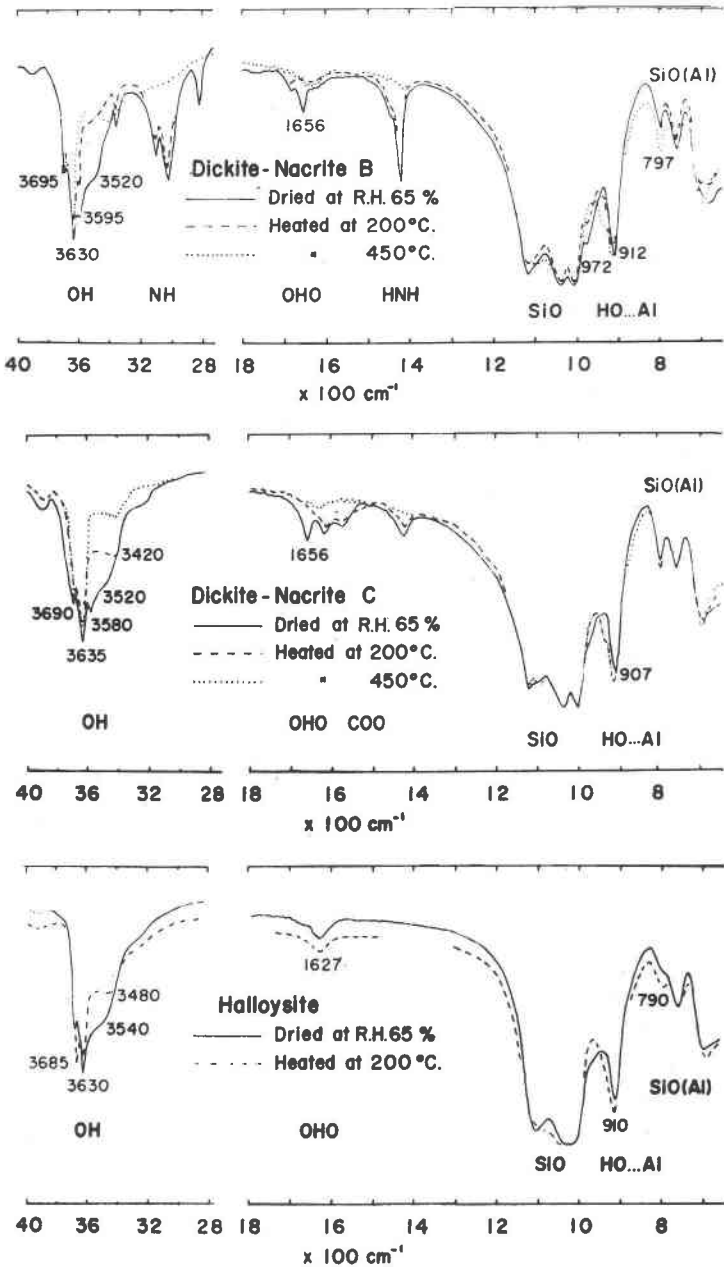 SiO(Al)
1656
3695
3520
797
Dickite-Nacrite B
3595
Dried at R.H. 65 %
3630
Heated at 200°C.
" 450°C.
972
912
OH NH OHO HNH SiO HO...Al
40 36 32 28 18 16 14 12 10 8
x 100 cm⁻¹
SiO(Al)
3420
1656
3520
3690
3580
Dickite-Nacrite C
3635
Dried at R.H. 65 %
Heated at 200°C.
907
" 450°C.
OH OHO COO SiO HO...Al
40 36 32 28 18 16 14 12 10 8
x 100 cm⁻¹
1627
3480
790
Halloysite
3540
3685
Dried at R.H. 65 %
3630
Heated at 200°C.
SiO(Al)
910
OH OHO SiO HO...Al
40 36 32 28 18 16 14 12 10 8
x 100 cm⁻¹